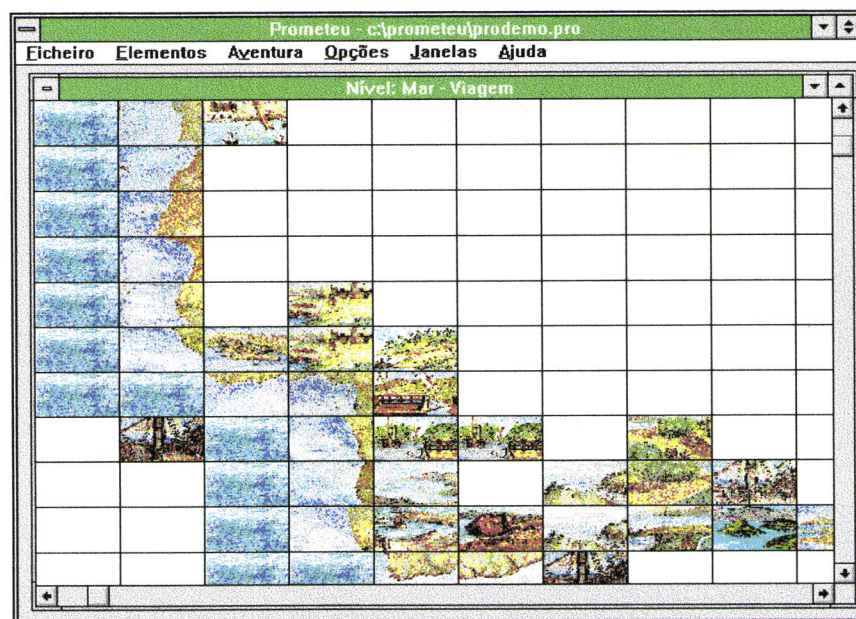 Prometeu - c:\prometeu\prodemo.pro
Ficheiro Elementos Aventura Opções Janelas Ajuda
Nível: Mar - Viagem